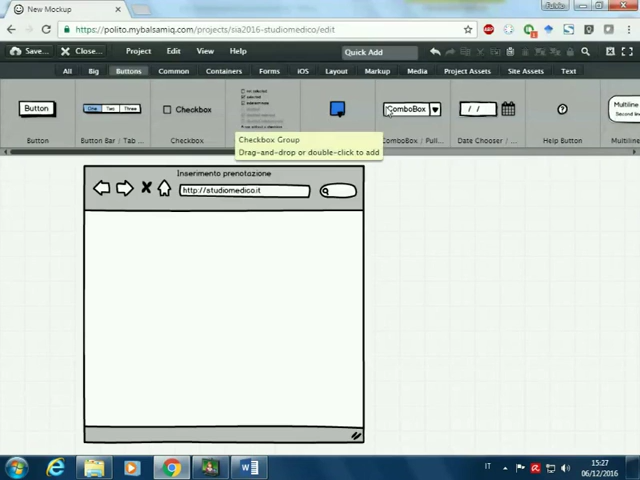 New Mockup
Fulvio
https://polito.mybalsamiq.com/projects/sia2016-studiomedico/edit
Save... Close... Project Edit View Help Quick Add
All Big Buttons Common Containers Forms iOS Layout Markup Media Project Assets Site Assets Text
Button
One Two Three
Checkbox
ComboBox
/ /
Multiline
Second line
Button
Button Bar / Tab ...
Checkbox
ComboBox / Pull...
Date Chooser / ...
Help Button
Multiline
Checkbox Group
Drag-and-drop or double-click to add
Inserimento prenotazione
http://studiomedico.it
IT
15:27
06/12/2016